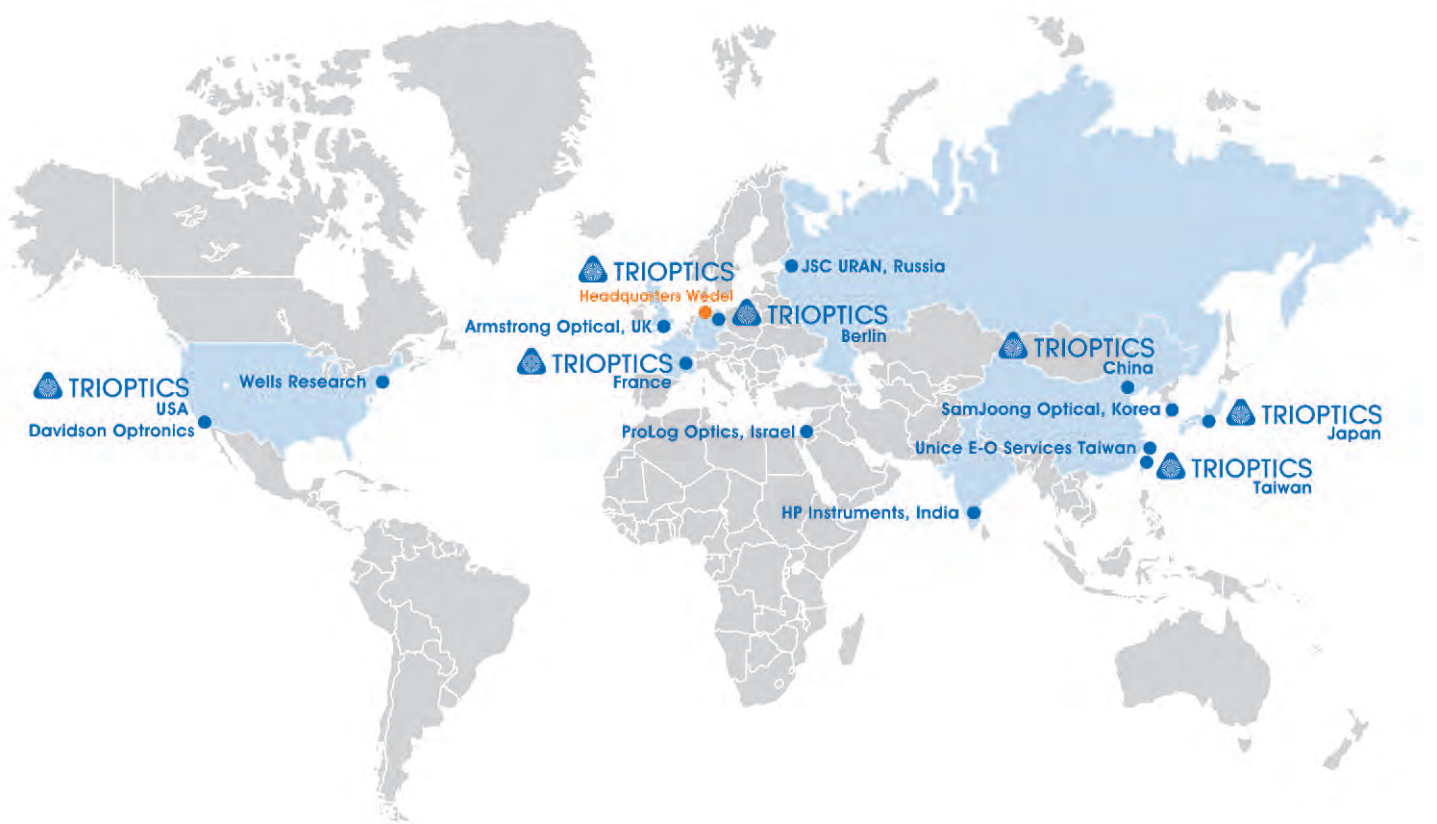 TRIOPTICS
USA
Davidson Optronics
Wells Research
TRIOPTICS
Headquarters Wedel
Armstrong Optical, UK
TRIOPTICS
Berlin
TRIOPTICS
France
JSC URAN, Russia
ProLog Optics, Israel
TRIOPTICS
China
SamJoong Optical, Korea
TRIOPTICS
Japan
Unice E-O Services Taiwan
TRIOPTICS
Taiwan
HP Instruments, India